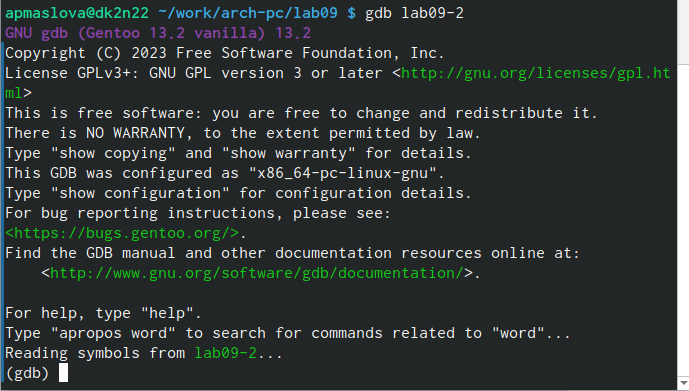 apmaslova@dk2n22 ~/work/arch-pc/lab09 $ gdb lab09-2
GNU gdb (Gentoo 13.2 vanilla) 13.2
Copyright (C) 2023 Free Software Foundation, Inc.
License GPLv3+: GNU GPL version 3 or later <http://gnu.org/licenses/gpl.ht
ml>
This is free software: you are free to change and redistribute it.
There is NO WARRANTY, to the extent permitted by law.
Type "show copying" and "show warranty" for details.
This GDB was configured as "x86_64-pc-linux-gnu".
Type "show configuration" for configuration details.
For bug reporting instructions, please see:
<https://bugs.gentoo.org/>.
Find the GDB manual and other documentation resources online at:
    <http://www.gnu.org/software/gdb/documentation/>.

For help, type "help".
Type "apropos word" to search for commands related to "word"...
Reading symbols from lab09-2...
(gdb)